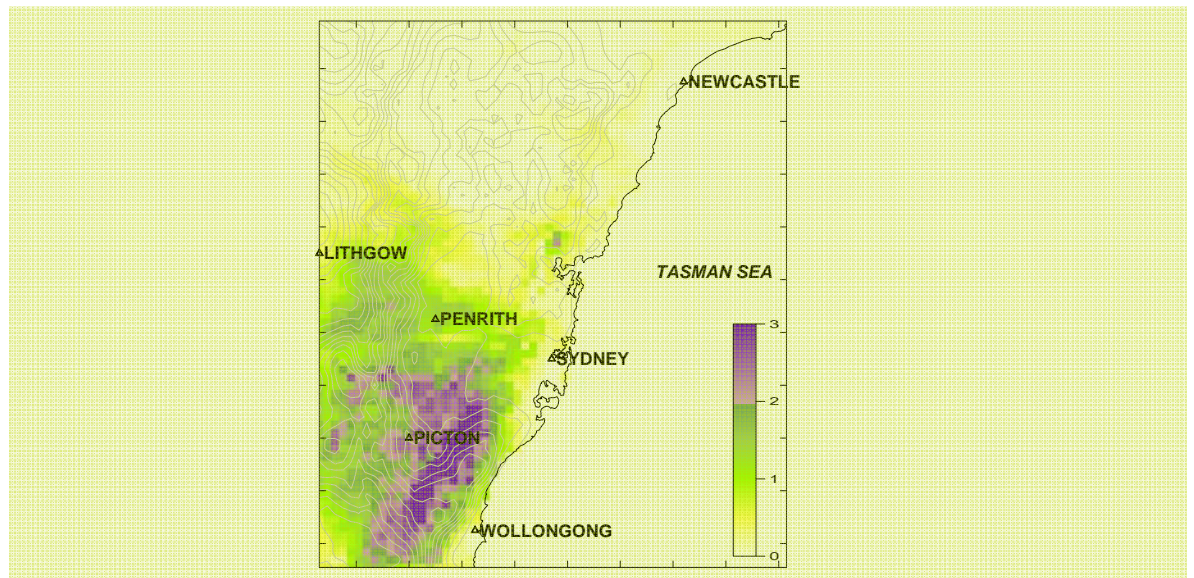 NEWCASTLE
LITHGOW
TASMAN SEA
PENRITH
3
SYDNEY
2
PICTON
1
WOLLONGONG
0